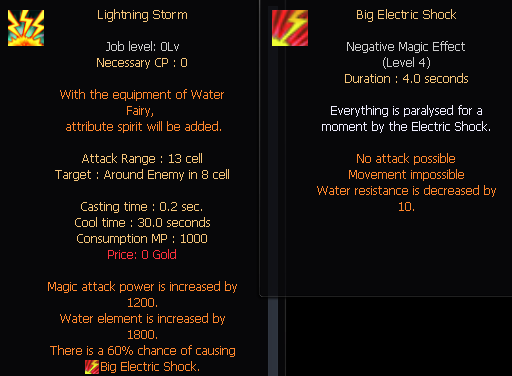 Lightning Storm
Job level: 0Lv
Necessary CP : 0
With the equipment of Water
Fairy,
attribute spirit will be added.
Attack Range : 13 cell
Target : Around Enemy in 8 cell
Casting time : 0.2 sec.
Cool time : 30.0 seconds
Consumption MP : 1000
Price: 0 Gold
Magic attack power is increased by
1200.
Water element is increased by
1800.
There is a 60% chance of causing
Big Electric Shock.
Big Electric Shock
Negative Magic Effect
(Level 4)
Duration : 4.0 seconds
Everything is paralysed for a
moment by the Electric Shock.
No attack possible
Movement impossible
Water resistance is decreased by
10.